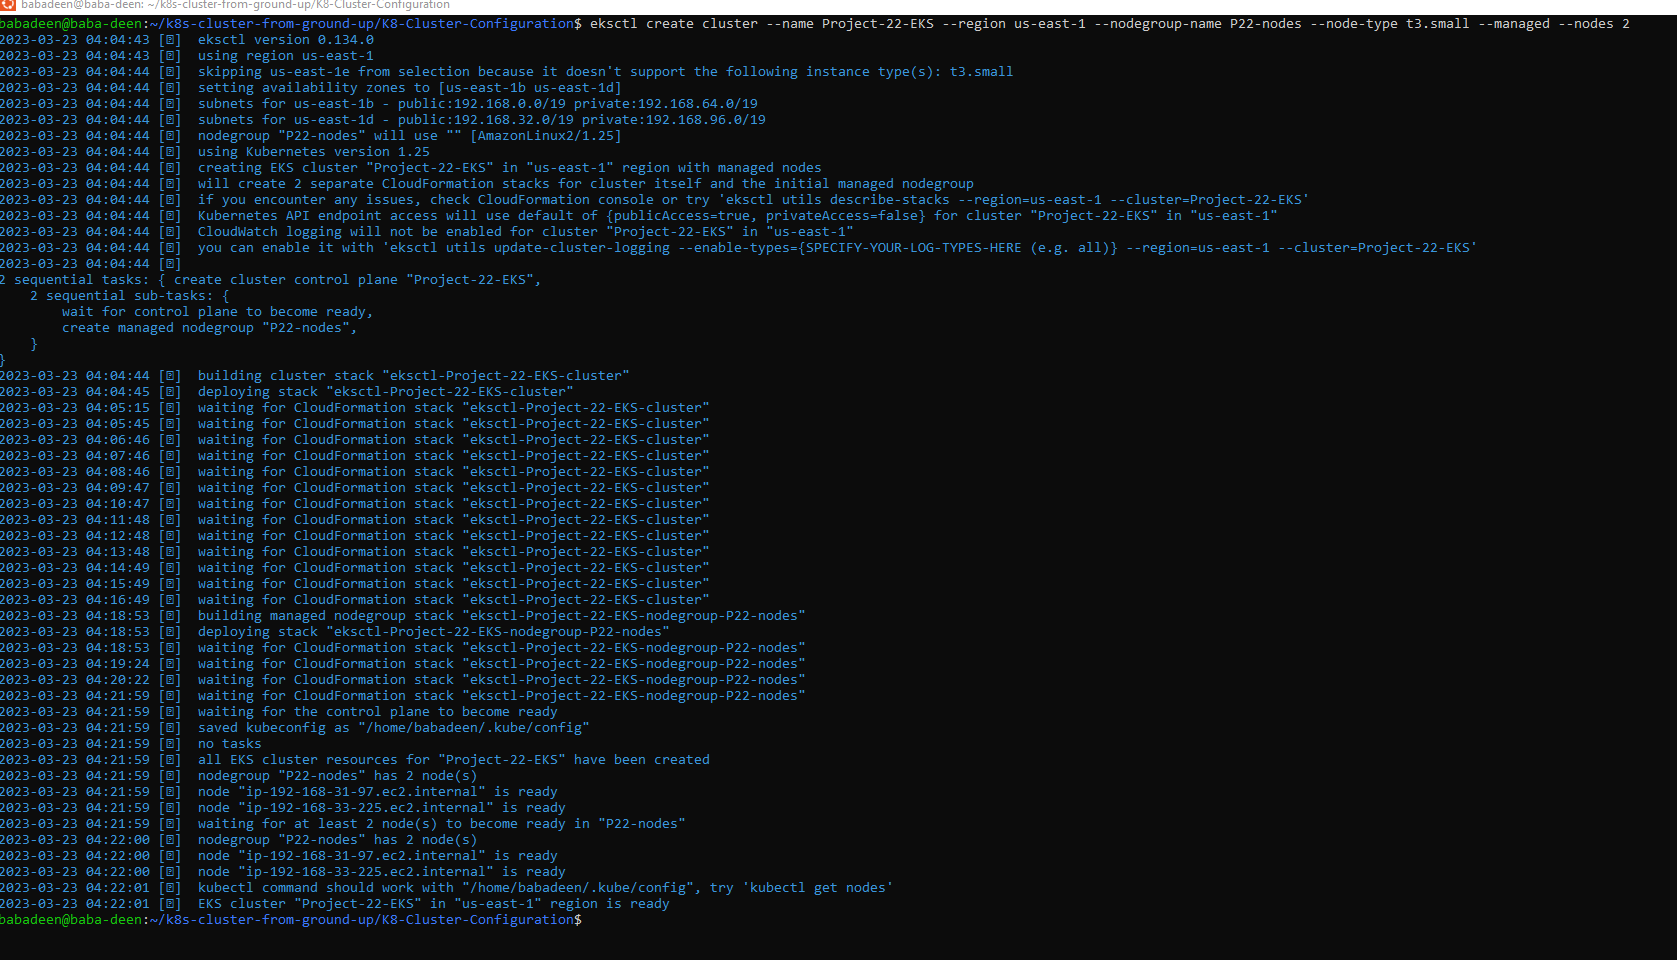 babadeen@baba-deen: ~/k8s-cluster-from-ground-up/K8-Cluster-Configuration
babadeen@baba-deen:~/k8s-cluster-from-ground-up/K8-Cluster-Configuration$ eksctl create cluster --name Project-22-EKS --region us-east-1 --nodegroup-name P22-nodes --node-type t3.small --managed --nodes 2
2023-03-23 04:04:43 [ℹ]  eksctl version 0.134.0
2023-03-23 04:04:43 [ℹ]  using region us-east-1
2023-03-23 04:04:44 [ℹ]  skipping us-east-1e from selection because it doesn't support the following instance type(s): t3.small
2023-03-23 04:04:44 [ℹ]  setting availability zones to [us-east-1b us-east-1d]
2023-03-23 04:04:44 [ℹ]  subnets for us-east-1b - public:192.168.0.0/19 private:192.168.64.0/19
2023-03-23 04:04:44 [ℹ]  subnets for us-east-1d - public:192.168.32.0/19 private:192.168.96.0/19
2023-03-23 04:04:44 [ℹ]  nodegroup "P22-nodes" will use "" [AmazonLinux2/1.25]
2023-03-23 04:04:44 [ℹ]  using Kubernetes version 1.25
2023-03-23 04:04:44 [ℹ]  creating EKS cluster "Project-22-EKS" in "us-east-1" region with managed nodes
2023-03-23 04:04:44 [ℹ]  will create 2 separate CloudFormation stacks for cluster itself and the initial managed nodegroup
2023-03-23 04:04:44 [ℹ]  if you encounter any issues, check CloudFormation console or try 'eksctl utils describe-stacks --region=us-east-1 --cluster=Project-22-EKS'
2023-03-23 04:04:44 [ℹ]  Kubernetes API endpoint access will use default of {publicAccess=true, privateAccess=false} for cluster "Project-22-EKS" in "us-east-1"
2023-03-23 04:04:44 [ℹ]  CloudWatch logging will not be enabled for cluster "Project-22-EKS" in "us-east-1"
2023-03-23 04:04:44 [ℹ]  you can enable it with 'eksctl utils update-cluster-logging --enable-types={SPECIFY-YOUR-LOG-TYPES-HERE (e.g. all)} --region=us-east-1 --cluster=Project-22-EKS'
2023-03-23 04:04:44 [ℹ]
2 sequential tasks: { create cluster control plane "Project-22-EKS",
    2 sequential sub-tasks: {
        wait for control plane to become ready,
        create managed nodegroup "P22-nodes",
    }
}
2023-03-23 04:04:44 [ℹ]  building cluster stack "eksctl-Project-22-EKS-cluster"
2023-03-23 04:04:45 [ℹ]  deploying stack "eksctl-Project-22-EKS-cluster"
2023-03-23 04:05:15 [ℹ]  waiting for CloudFormation stack "eksctl-Project-22-EKS-cluster"
2023-03-23 04:05:45 [ℹ]  waiting for CloudFormation stack "eksctl-Project-22-EKS-cluster"
2023-03-23 04:06:46 [ℹ]  waiting for CloudFormation stack "eksctl-Project-22-EKS-cluster"
2023-03-23 04:07:46 [ℹ]  waiting for CloudFormation stack "eksctl-Project-22-EKS-cluster"
2023-03-23 04:08:46 [ℹ]  waiting for CloudFormation stack "eksctl-Project-22-EKS-cluster"
2023-03-23 04:09:47 [ℹ]  waiting for CloudFormation stack "eksctl-Project-22-EKS-cluster"
2023-03-23 04:10:47 [ℹ]  waiting for CloudFormation stack "eksctl-Project-22-EKS-cluster"
2023-03-23 04:11:48 [ℹ]  waiting for CloudFormation stack "eksctl-Project-22-EKS-cluster"
2023-03-23 04:12:48 [ℹ]  waiting for CloudFormation stack "eksctl-Project-22-EKS-cluster"
2023-03-23 04:13:48 [ℹ]  waiting for CloudFormation stack "eksctl-Project-22-EKS-cluster"
2023-03-23 04:14:49 [ℹ]  waiting for CloudFormation stack "eksctl-Project-22-EKS-cluster"
2023-03-23 04:15:49 [ℹ]  waiting for CloudFormation stack "eksctl-Project-22-EKS-cluster"
2023-03-23 04:16:49 [ℹ]  waiting for CloudFormation stack "eksctl-Project-22-EKS-cluster"
2023-03-23 04:18:53 [ℹ]  building managed nodegroup stack "eksctl-Project-22-EKS-nodegroup-P22-nodes"
2023-03-23 04:18:53 [ℹ]  deploying stack "eksctl-Project-22-EKS-nodegroup-P22-nodes"
2023-03-23 04:18:53 [ℹ]  waiting for CloudFormation stack "eksctl-Project-22-EKS-nodegroup-P22-nodes"
2023-03-23 04:19:24 [ℹ]  waiting for CloudFormation stack "eksctl-Project-22-EKS-nodegroup-P22-nodes"
2023-03-23 04:20:22 [ℹ]  waiting for CloudFormation stack "eksctl-Project-22-EKS-nodegroup-P22-nodes"
2023-03-23 04:21:59 [ℹ]  waiting for CloudFormation stack "eksctl-Project-22-EKS-nodegroup-P22-nodes"
2023-03-23 04:21:59 [ℹ]  waiting for the control plane to become ready
2023-03-23 04:21:59 [ℹ]  saved kubeconfig as "/home/babadeen/.kube/config"
2023-03-23 04:21:59 [ℹ]  no tasks
2023-03-23 04:21:59 [ℹ]  all EKS cluster resources for "Project-22-EKS" have been created
2023-03-23 04:21:59 [ℹ]  nodegroup "P22-nodes" has 2 node(s)
2023-03-23 04:21:59 [ℹ]  node "ip-192-168-31-97.ec2.internal" is ready
2023-03-23 04:21:59 [ℹ]  node "ip-192-168-33-225.ec2.internal" is ready
2023-03-23 04:21:59 [ℹ]  waiting for at least 2 node(s) to become ready in "P22-nodes"
2023-03-23 04:22:00 [ℹ]  nodegroup "P22-nodes" has 2 node(s)
2023-03-23 04:22:00 [ℹ]  node "ip-192-168-31-97.ec2.internal" is ready
2023-03-23 04:22:00 [ℹ]  node "ip-192-168-33-225.ec2.internal" is ready
2023-03-23 04:22:01 [ℹ]  kubectl command should work with "/home/babadeen/.kube/config", try 'kubectl get nodes'
2023-03-23 04:22:01 [ℹ]  EKS cluster "Project-22-EKS" in "us-east-1" region is ready
babadeen@baba-deen:~/k8s-cluster-from-ground-up/K8-Cluster-Configuration$